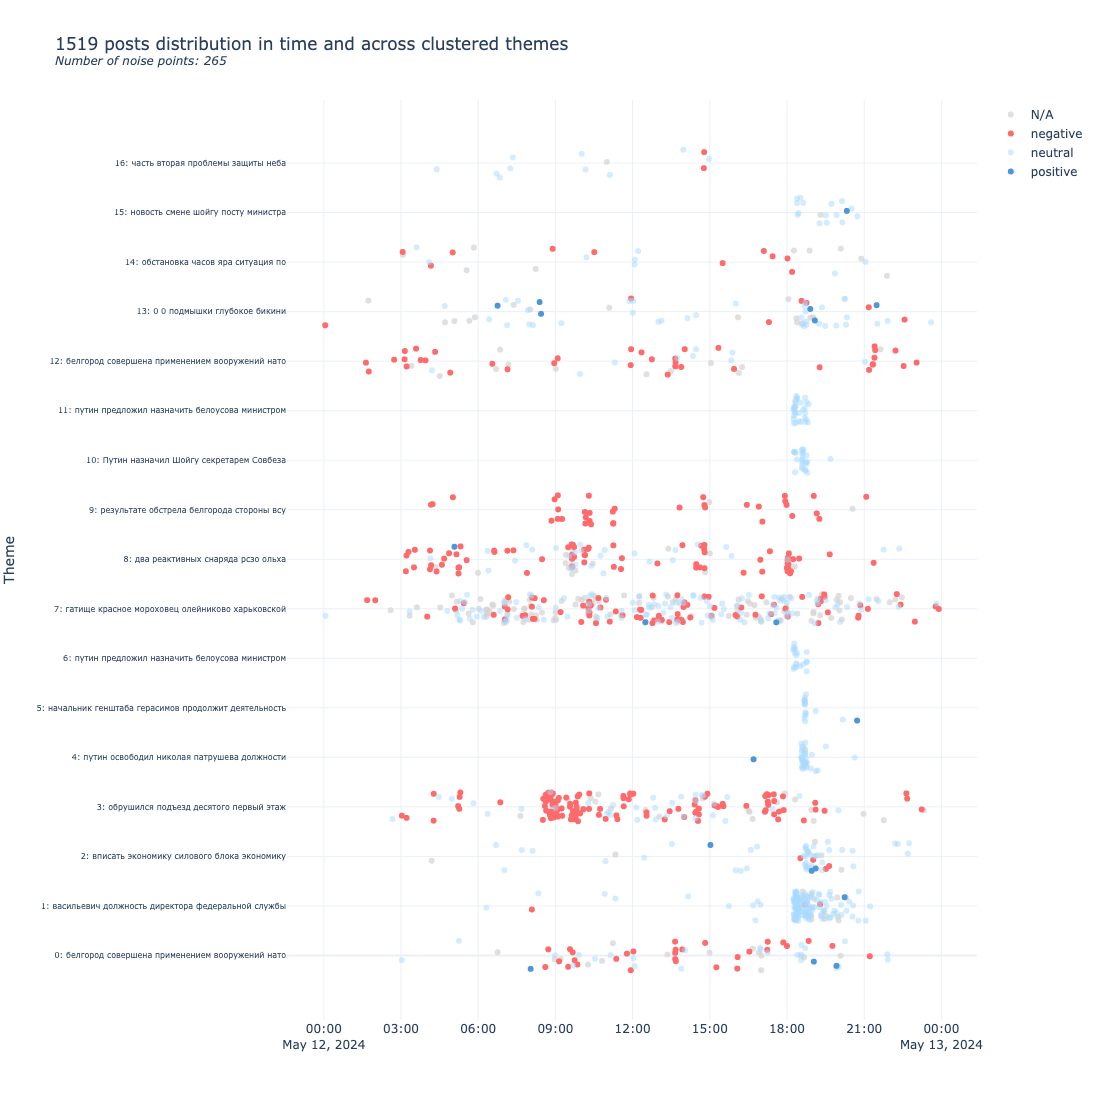 1519 posts distribution in time and across clustered themes
Number of noise points: 265
N/A
negative
neutral
positive
Theme
16: часть вторая проблемы защиты неба
15: новость смене шойгу посту министра
14: обстановка часов яра ситуация по
13: 0 0 подмышки глубокое бикини
12: белгород совершена применением вооружений нато
11: путин предложил назначить белоусова министром
10: Путин назначил Шойгу секретарем Совбеза
9: результате обстрела белгорода стороны всу
8: два реактивных снаряда рсзо ольха
7: гатище красное мороховец олейниково харьковской
6: путин предложил назначить белоусова министром
5: начальник генштаба герасимов продолжит деятельность
4: путин освободил николая патрушева должности
3: обрушился подъезд десятого первый этаж
2: вписать экономику силового блока экономику
1: васильевич должность директора федеральной службы
0: белгород совершена применением вооружений нато
00:00 03:00 06:00 09:00 12:00 15:00 18:00 21:00 00:00
May 12, 2024 May 13, 2024